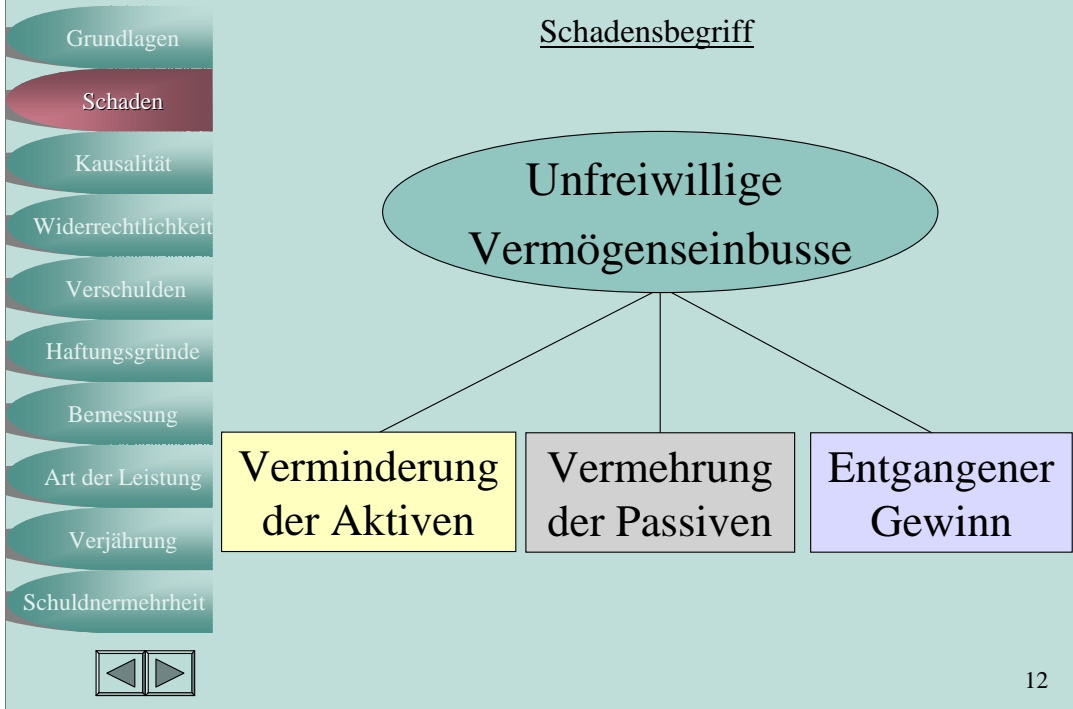 Grundlagen
Schaden
Kausalität
Widerrechtlichkeit
Verschulden
Haftungsgründe
Bemessung
Art der Leistung
Verjährung
Schuldnermehrheit
Schadensbegriff
Unfreiwillige
Vermögenseinbusse
Verminderung
der Aktiven
Vermehrung
der Passiven
Entgangener
Gewinn
12